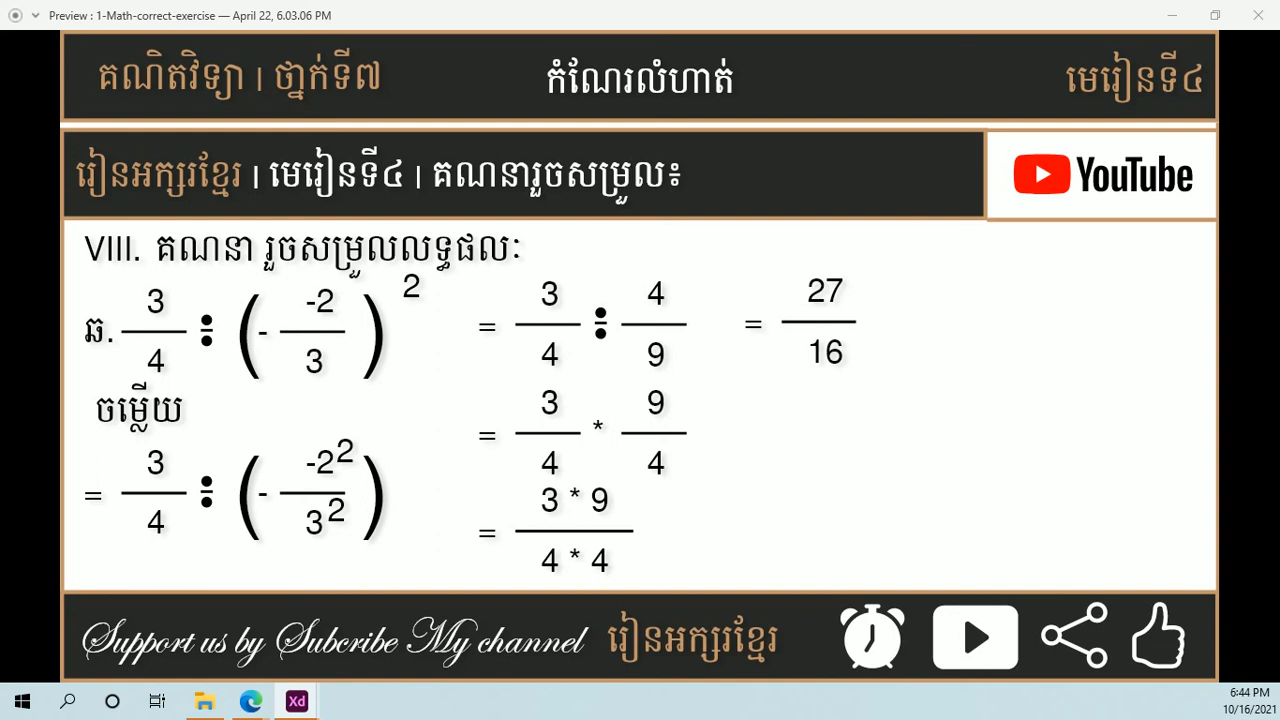 Preview : 1-Math-correct-exercise — April 22, 6.03.06 PM
គណិតវិទ្យា | ថ្នាក់ទី៧ កំណែរលំហាត់ មេរៀនទី៤
រៀនអក្សរខ្មែរ | មេរៀនទី៤ | គណនារួចសម្រួល៖ YouTube
VIII. គណនា រួចសម្រួលលទ្ធផលៈ
ឆ. 3/4 ÷ (- -2/3)^2 = 3/4 ÷ 4/9 = 27/16
ចម្លើយ
= 3/4 * 9/4
= 3/4 ÷ (- -2^2/3^2)
= 3 * 9 / 4 * 4
Support us by Subcribe My channel រៀនអក្សរខ្មែរ
Xd
6:44 PM
10/16/2021